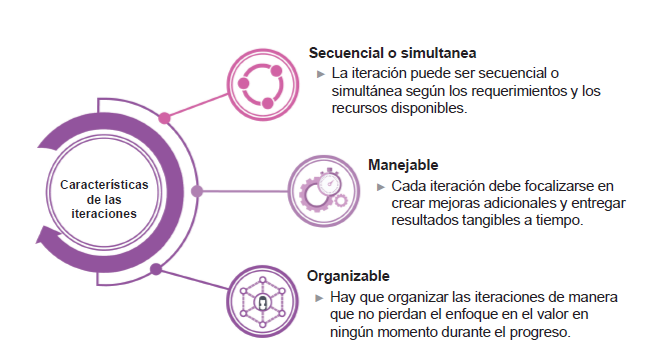 Características
de las
iteraciones
Secuencial o simultanea
► La iteración puede ser secuencial o
simultánea según los requerimientos y los
recursos disponibles.
Manejable
► Cada iteración debe focalizarse en
crear mejoras adicionales y entregar
resultados tangibles a tiempo.
Organizable
► Hay que organizar las iteraciones de manera
que no pierdan el enfoque en el valor en
ningún momento durante el progreso.